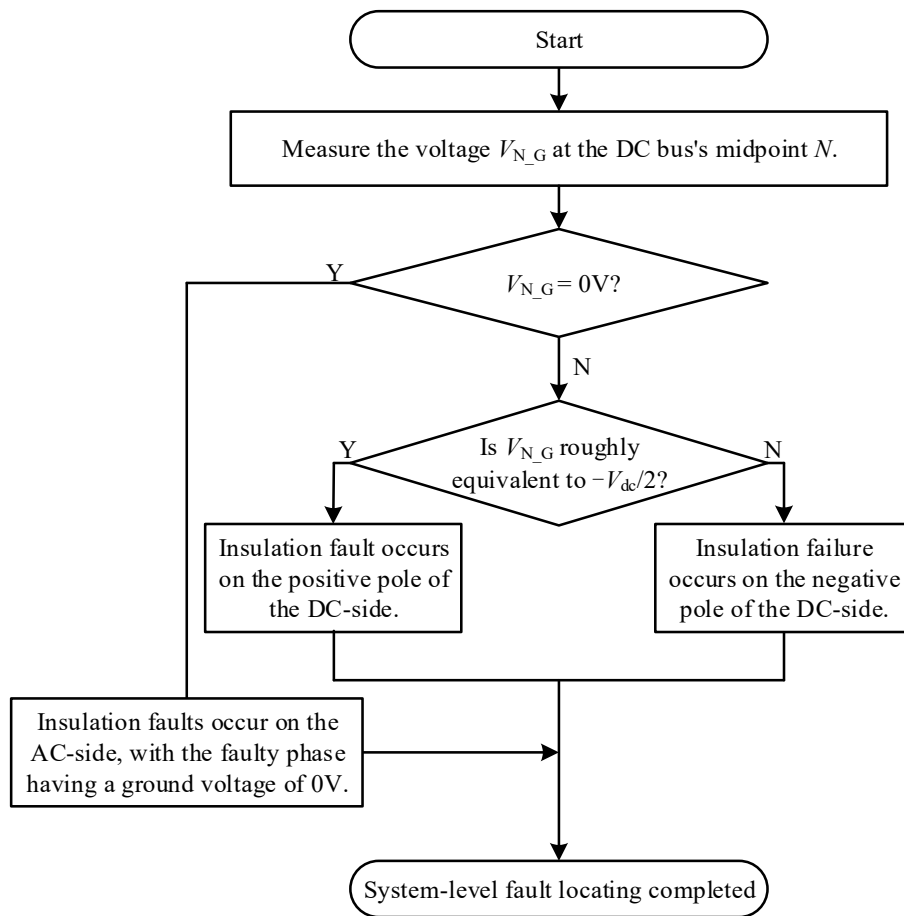 Start
Measure the voltage V_N_G at the DC bus's midpoint N.
Y
V_N_G = 0V?
N
Y
Is V_N_G roughly
equivalent to −V_dc/2?
N
Insulation fault occurs
on the positive pole of
the DC-side.
Insulation failure
occurs on the negative
pole of the DC-side.
Insulation faults occur on the
AC-side, with the faulty phase
having a ground voltage of 0V.
System-level fault locating completed